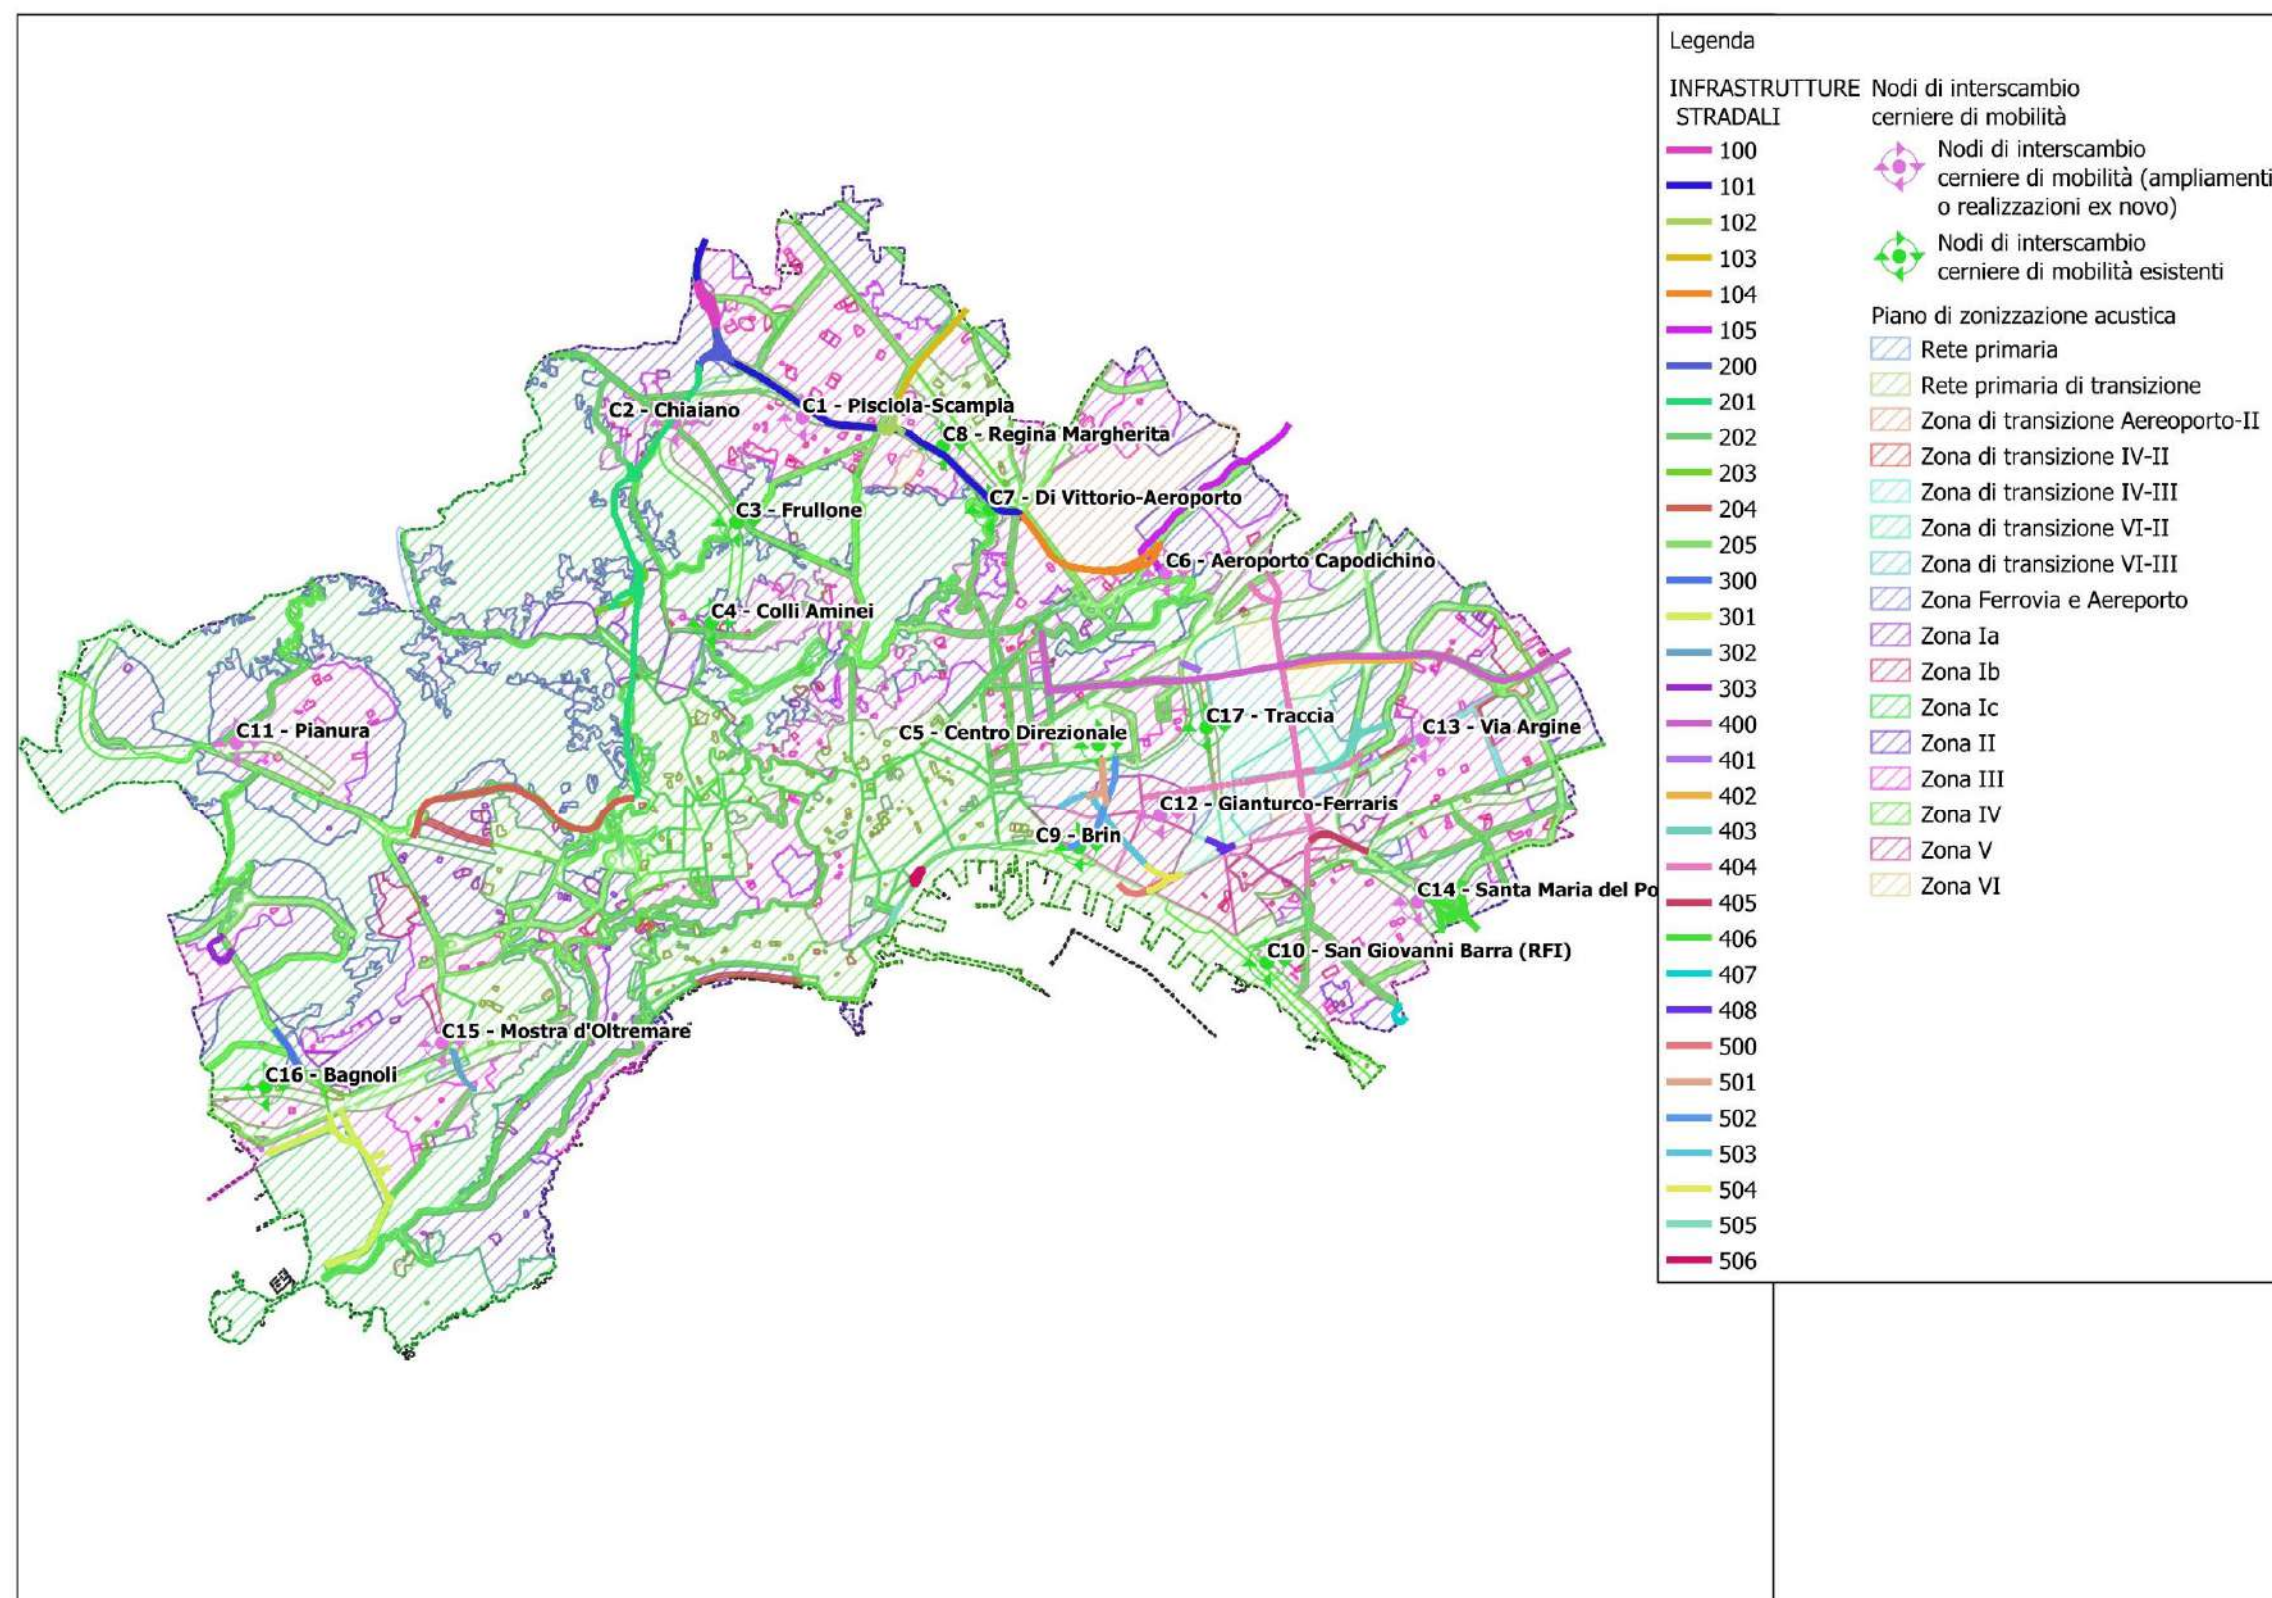 Legenda
INFRASTRUTTURE
STRADALI
100
101
102
103
104
105
200
201
202
203
204
205
300
301
302
303
400
401
402
403
404
405
406
407
408
500
501
502
503
504
505
506
Nodi di interscambio
cerniere di mobilità
Nodi di interscambio
cerniere di mobilità (ampliamenti
o realizzazioni ex novo)
Nodi di interscambio
cerniere di mobilità esistenti
Piano di zonizzazione acustica
Rete primaria
Rete primaria di transizione
Zona di transizione Aereoporto-II
Zona di transizione IV-II
Zona di transizione IV-III
Zona di transizione VI-II
Zona di transizione VI-III
Zona Ferrovia e Aereporto
Zona Ia
Zona Ib
Zona Ic
Zona II
Zona III
Zona IV
Zona V
Zona VI
C2 - Chiaiano
C1 - Pisciola-Scampia
C8 - Regina Margherita
C7 - Di Vittorio-Aeroporto
C3 - Frullone
C6 - Aeroporto Capodichino
C4 - Colli Aminei
C17 - Traccia
C13 - Via Argine
C11 - Pianura
C5 - Centro Direzionale
C12 - Gianturco-Ferraris
C9 - Brin
C14 - Santa Maria del Po
C10 - San Giovanni Barra (RFI)
C15 - Mostra d'Oltremare
C16 - Bagnoli